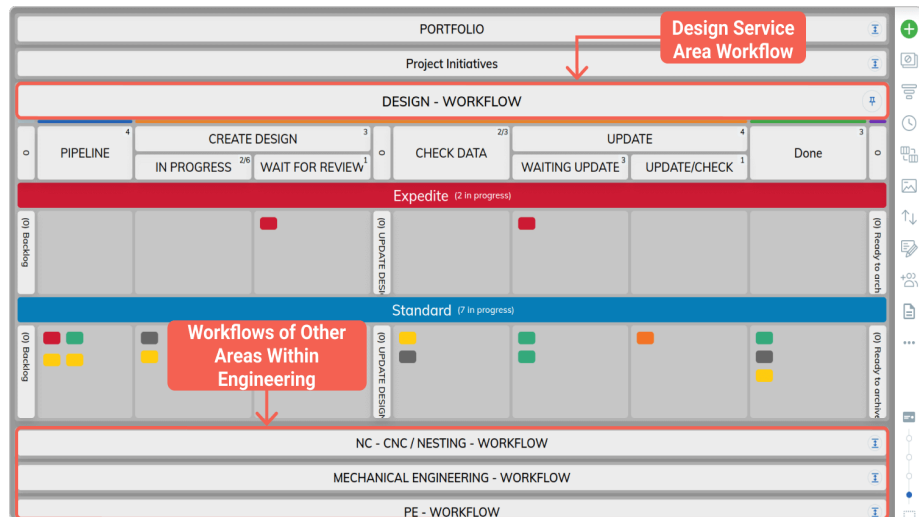 PORTFOLIO
Design Service
Area Workflow
Project Initiatives
DESIGN - WORKFLOW
0
PIPELINE
4
CREATE DESIGN
3
IN PROGRESS
2/6
WAIT FOR REVIEW
1
0
CHECK DATA
2/3
UPDATE
4
WAITING UPDATE
3
UPDATE/CHECK
1
Done
3
0
Expedite (2 in progress)
(0) Backlog
(0) UPDATE DESIG
(0) Ready to arch
Standard (7 in progress)
(0) Backlog
Workflows of Other
Areas Within
Engineering
(0) UPDATE DESIGN
(0) Ready to archive
NC - CNC / NESTING - WORKFLOW
MECHANICAL ENGINEERING - WORKFLOW
PE - WORKFLOW